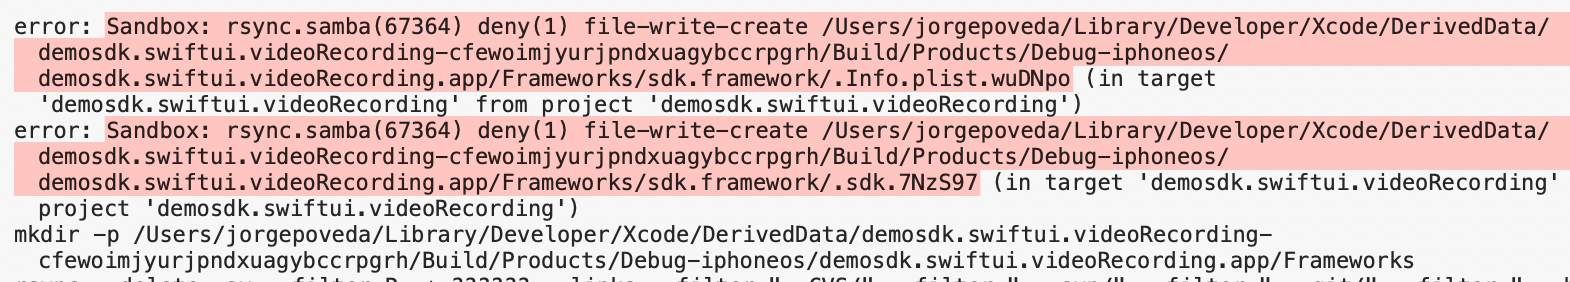 error: Sandbox: rsync.samba(67364) deny(1) file-write-create /Users/jorgepoveda/Library/Developer/Xcode/DerivedData/
demosdk.swiftui.videoRecording-cfewoimjyurjpndxuagybccrpgrh/Build/Products/Debug-iphoneos/
demosdk.swiftui.videoRecording.app/Frameworks/sdk.framework/.Info.plist.wuDNpo (in target
'demosdk.swiftui.videoRecording' from project 'demosdk.swiftui.videoRecording')
error: Sandbox: rsync.samba(67364) deny(1) file-write-create /Users/jorgepoveda/Library/Developer/Xcode/DerivedData/
demosdk.swiftui.videoRecording-cfewoimjyurjpndxuagybccrpgrh/Build/Products/Debug-iphoneos/
demosdk.swiftui.videoRecording.app/Frameworks/sdk.framework/.sdk.7NzS97 (in target 'demosdk.swiftui.videoRecording'
project 'demosdk.swiftui.videoRecording')
mkdir -p /Users/jorgepoveda/Library/Developer/Xcode/DerivedData/demosdk.swiftui.videoRecording-
cfewoimjyurjpndxuagybccrpgrh/Build/Products/Debug-iphoneos/demosdk.swiftui.videoRecording.app/Frameworks